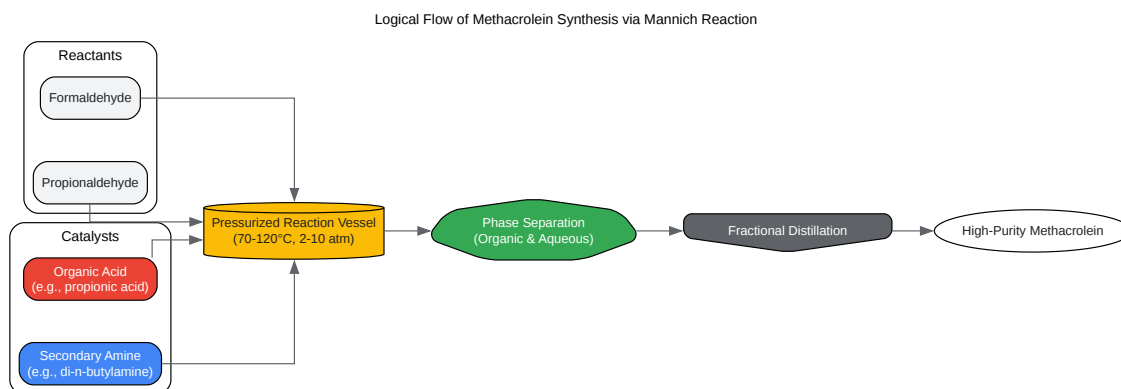 Logical Flow of Methacrolein Synthesis via Mannich Reaction
Reactants
Formaldehyde
Propionaldehyde
Catalysts
Organic Acid
(e.g., propionic acid)
Secondary Amine
(e.g., di-n-butylamine)
Pressurized Reaction Vessel
(70-120°C, 2-10 atm)
Phase Separation
(Organic & Aqueous)
Fractional Distillation
High-Purity Methacrolein